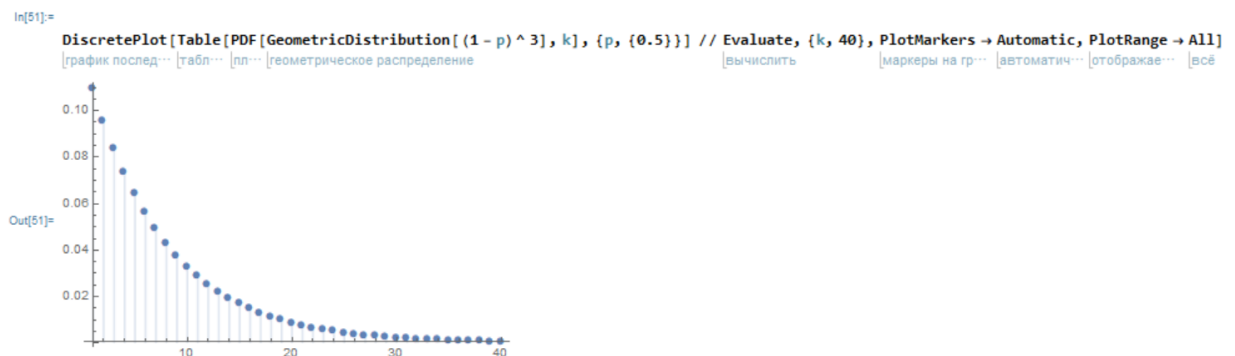 In[51]:=
DiscretePlot[Table[PDF[GeometricDistribution[(1 - p)^3], k], {p, {0.5}}] // Evaluate, {k, 40}, PlotMarkers → Automatic, PlotRange → All]
график послед⋯ табл⋯ пл⋯ геометрическое распределение вычислить маркеры на гр⋯ автоматич⋯ отображае⋯ всё
0.10
0.08
0.06
Out[51]=
0.04
0.02
10 20 30 40